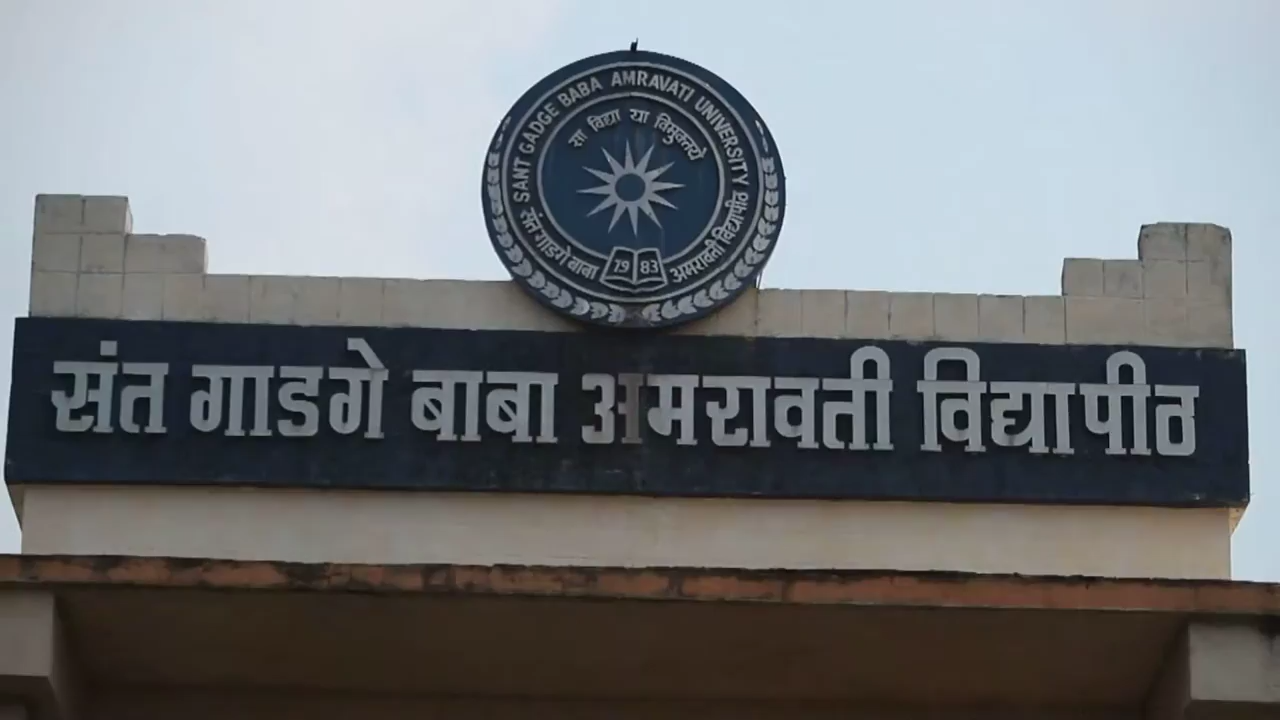 SANT GADGE BABA AMRAVATI UNIVERSITY
सा विद्या या विमुक्तये
संत गाडगे बाबा अमरावती विद्यापीठ
1983
संत गाडगे बाबा अमरावती विद्यापीठ